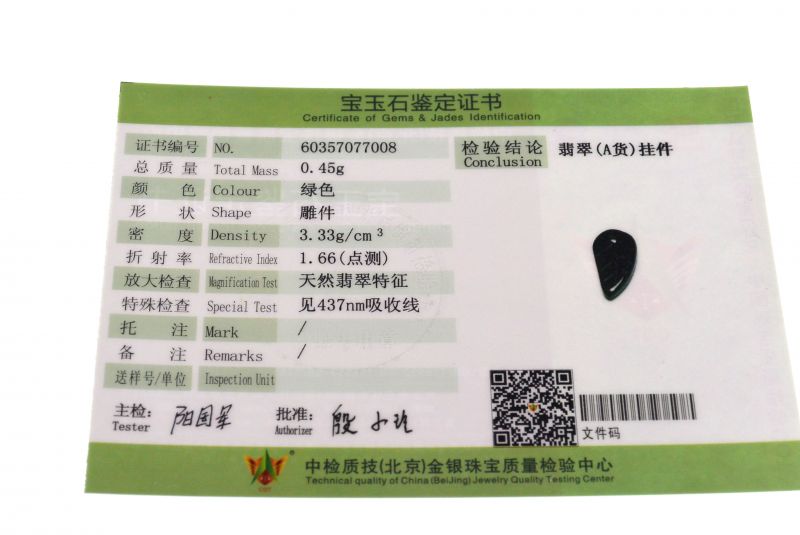 宝玉石鉴定证书
Certificate of Gems & Jades Identification
证书编号 NO. 60357077008
总质量 Total Mass 0.45g
颜色 Colour 绿色
形状 Shape 雕件
密度 Density 3.33g/cm³
折射率 Refractive Index 1.66(点测)
放大检查 Magnification Test 天然翡翠特征
特殊检查 Special Test 见437nm吸收线
托注 Mark /
备注 Remarks /
送样号/单位 Inspection Unit
检验结论 翡翠(A货)挂件
Conclusion
主检: 阳国军 批准: 殷小玲
Tester Authorizer
文件码
中检质技(北京)金银珠宝质量检验中心
Technical quality of China (BeiJing) Jewelry Quality Testing Center